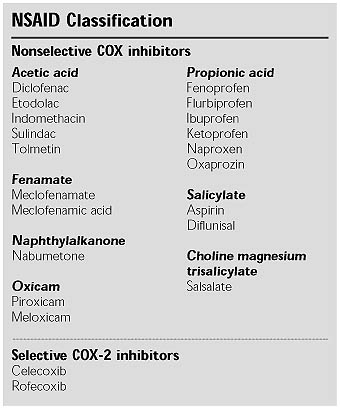 NSAID Classification
Nonselective COX inhibitors
Acetic acid
Diclofenac
Etodolac
Indomethacin
Sulindac
Tolmetin
Fenamate
Meclofenamate
Meclofenamic acid
Naphthylalkanone
Nabumetone
Oxicam
Piroxicam
Meloxicam
Propionic acid
Fenoprofen
Flurbiprofen
Ibuprofen
Ketoprofen
Naproxen
Oxaprozin
Salicylate
Aspirin
Diflunisal
Choline magnesium
trisalicylate
Salsalate
Selective COX-2 inhibitors
Celecoxib
Rofecoxib